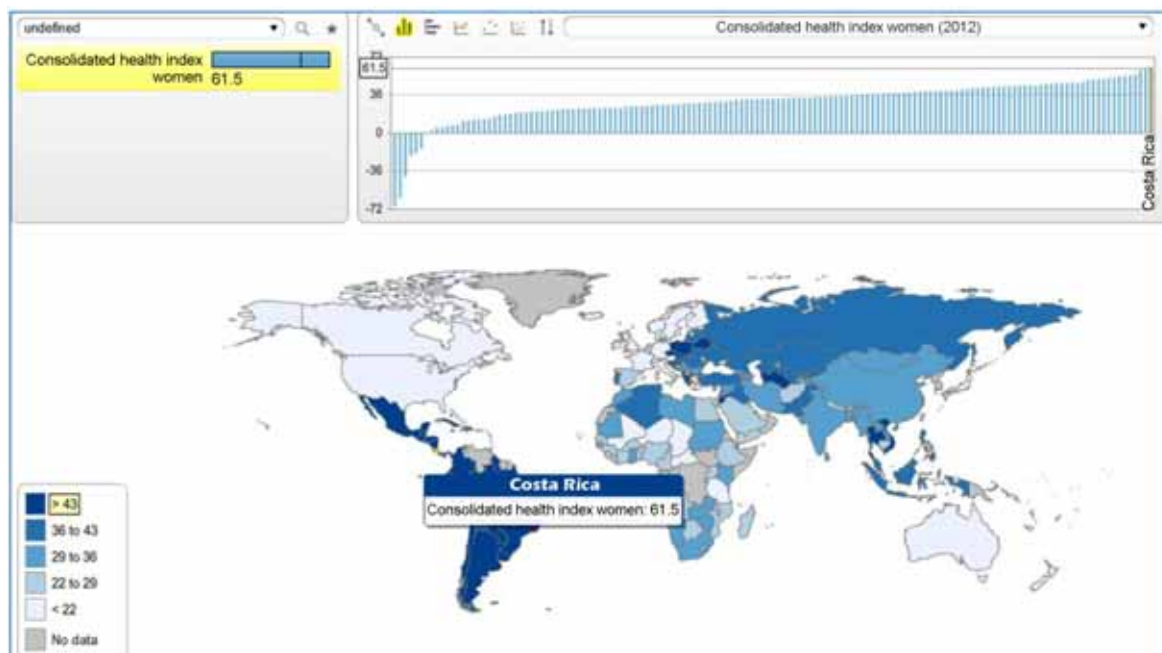 undefined
Consolidated health index
women 61.5
Consolidated health index women (2012)
73
61.5
36
0
-36
-72
Costa Rica
Costa Rica
Consolidated health index women: 61.5
> 43
36 to 43
29 to 36
22 to 29
< 22
No data